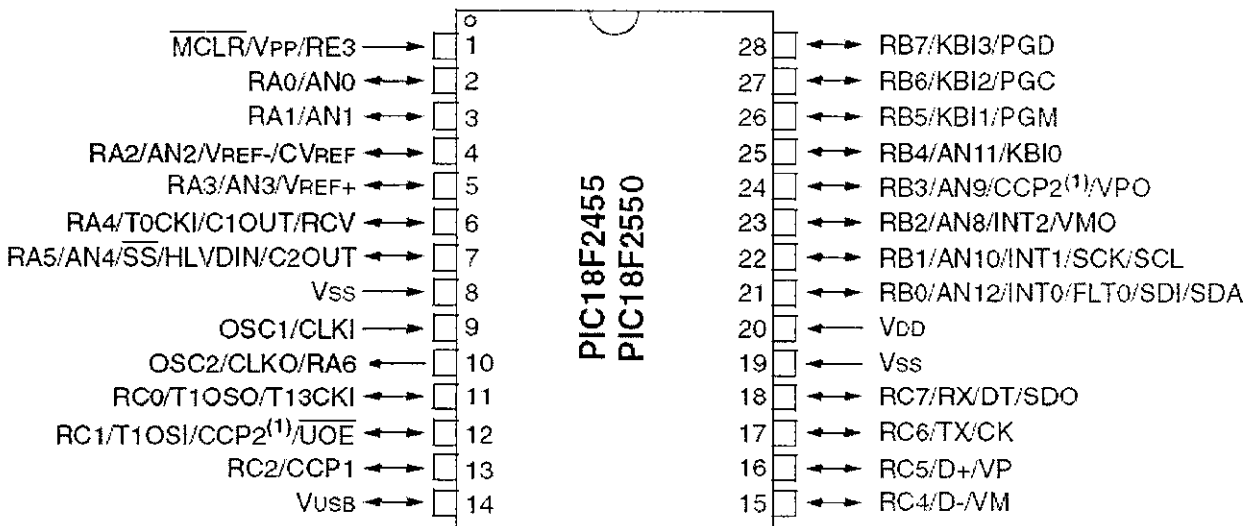 MCLR/VPP/RE3 1
RA0/AN0 2
RA1/AN1 3
RA2/AN2/VREF-/CVREF 4
RA3/AN3/VREF+ 5
RA4/T0CKI/C1OUT/RCV 6
RA5/AN4/SS/HLVDIN/C2OUT 7
VSS 8
OSC1/CLKI 9
OSC2/CLKO/RA6 10
RC0/T1OSO/T13CKI 11
RC1/T1OSI/CCP2(1)/UOE 12
RC2/CCP1 13
VUSB 14
PIC18F2455
PIC18F2550
28 RB7/KBI3/PGD
27 RB6/KBI2/PGC
26 RB5/KBI1/PGM
25 RB4/AN11/KBI0
24 RB3/AN9/CCP2(1)/VPO
23 RB2/AN8/INT2/VMO
22 RB1/AN10/INT1/SCK/SCL
21 RB0/AN12/INT0/FLT0/SDI/SDA
20 VDD
19 VSS
18 RC7/RX/DT/SDO
17 RC6/TX/CK
16 RC5/D+/VP
15 RC4/D-/VM